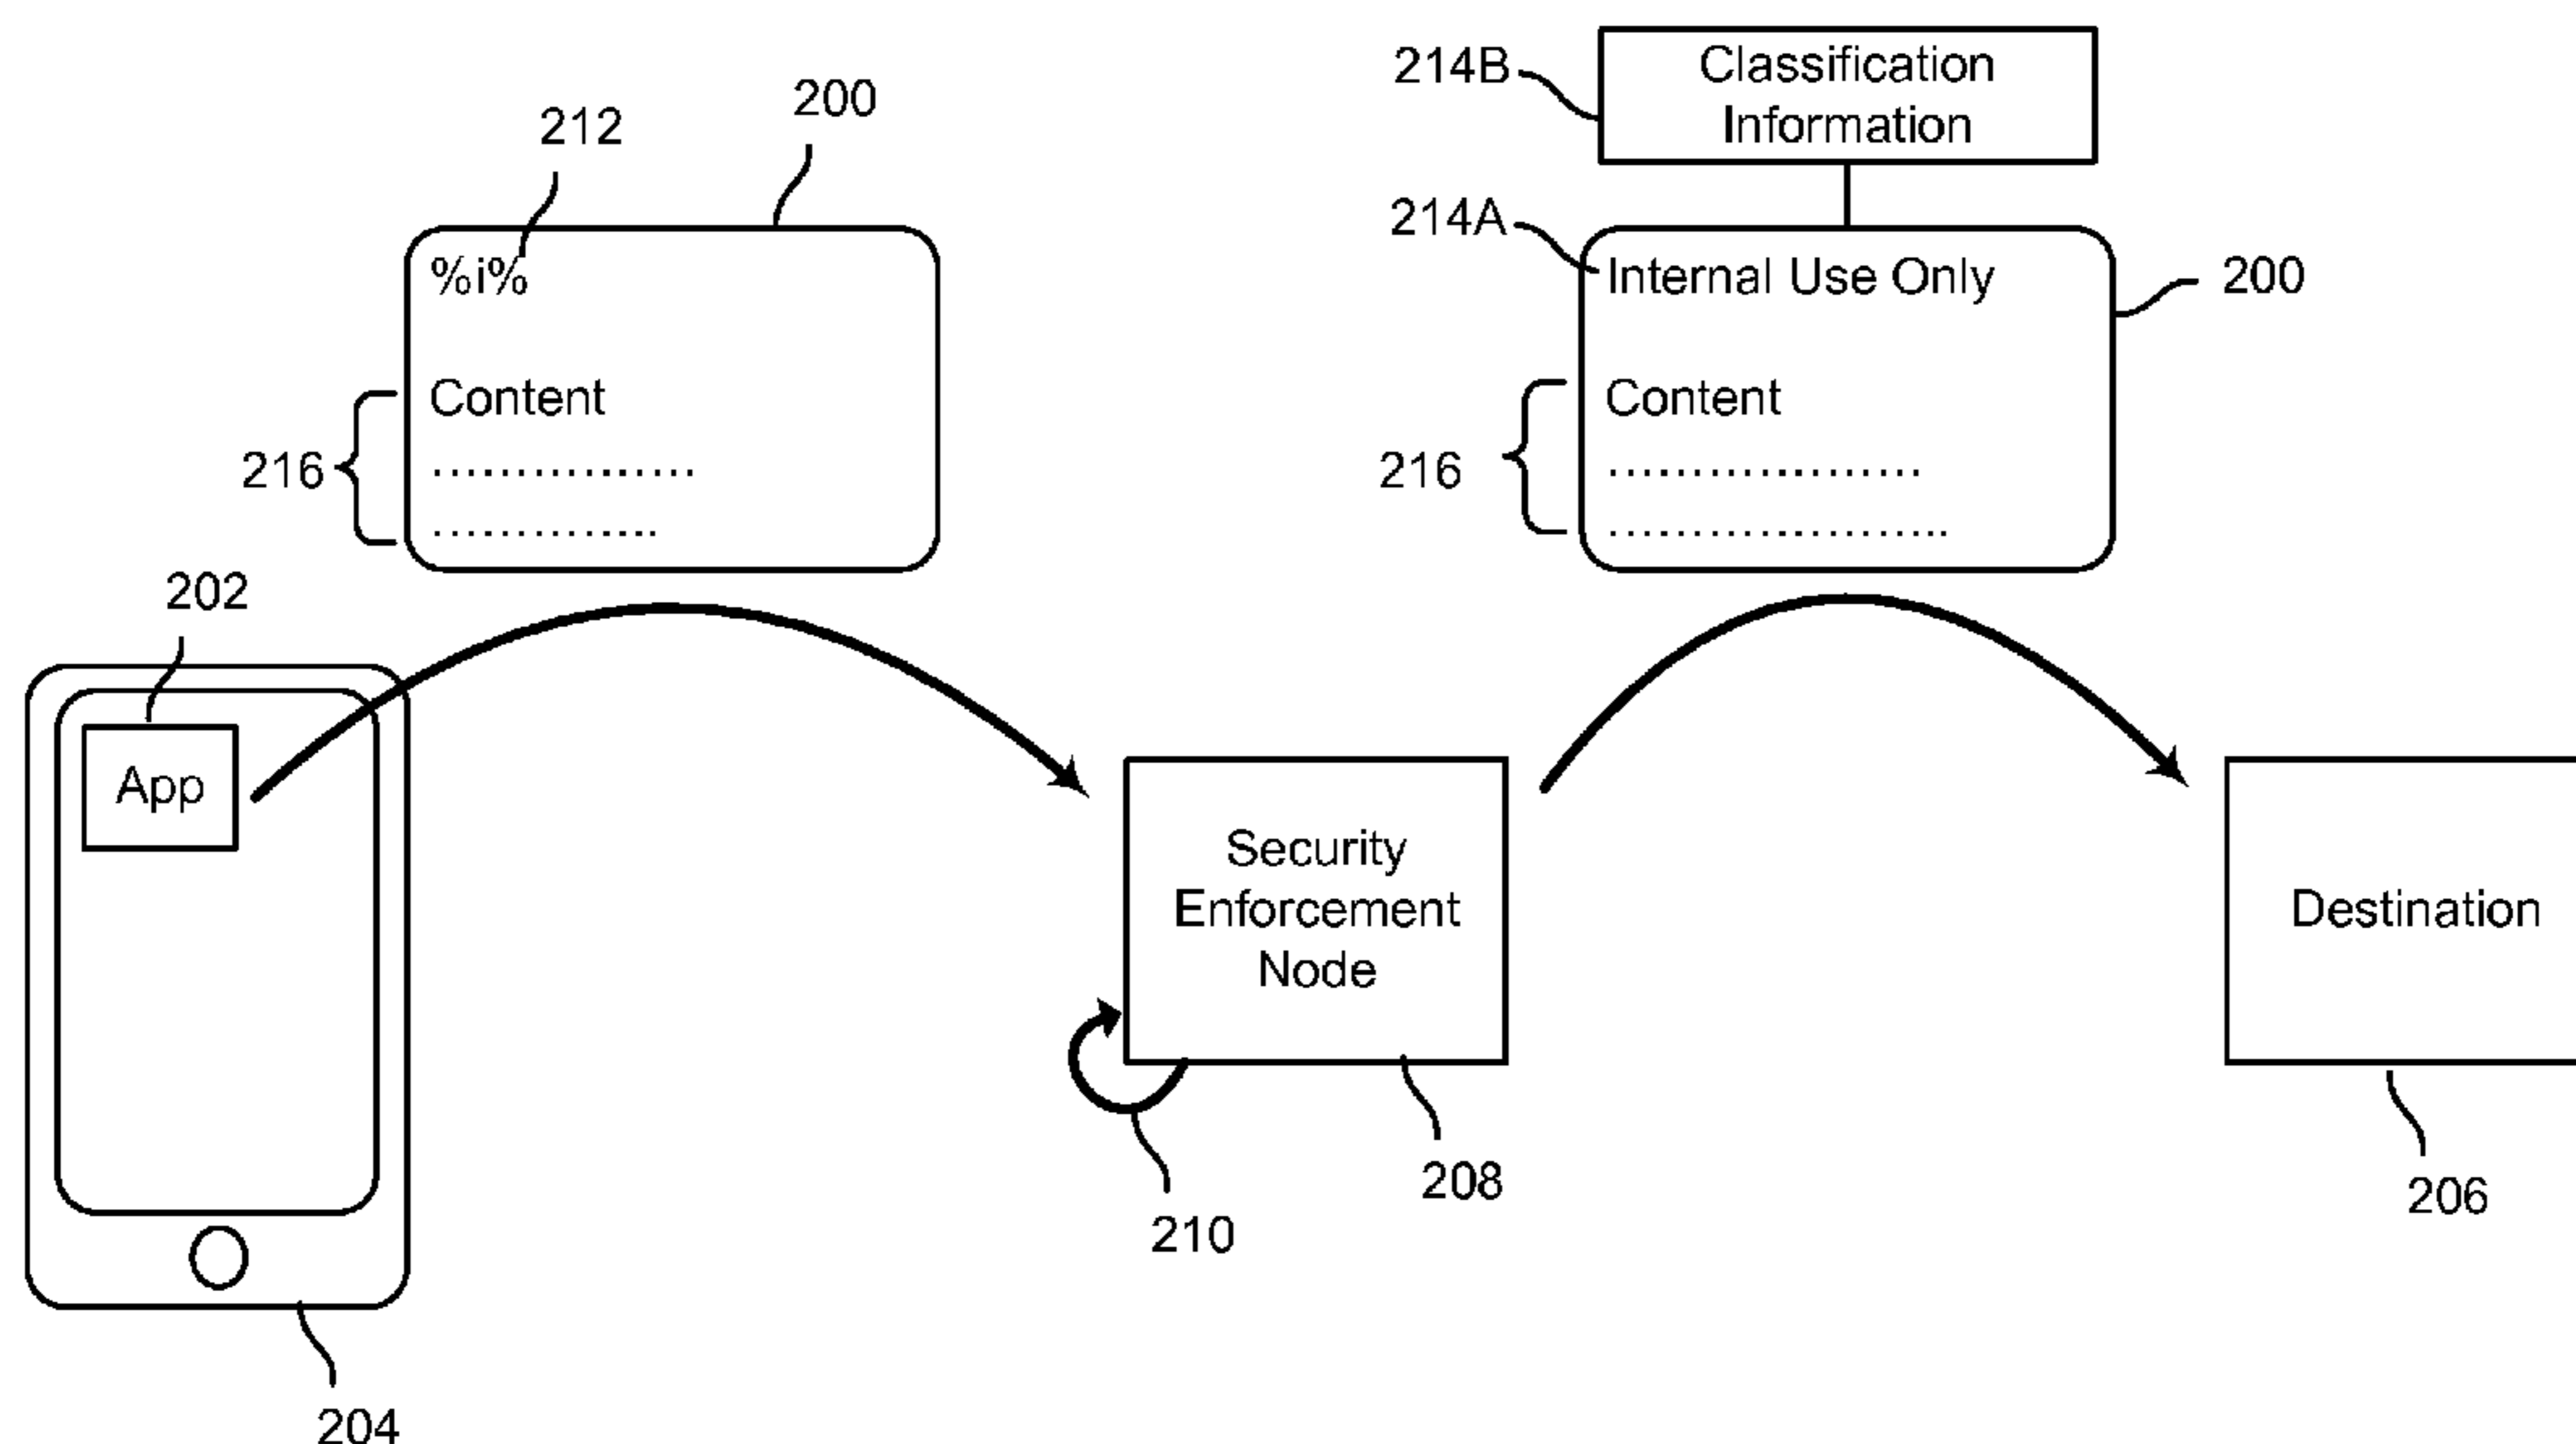 214B
Classification
Information
212
200
214A
%i%
Internal Use Only
200
Content
Content
216
................
..............
216
...................
.....................
202
App
Security
Enforcement
Node
Destination
210
208
206
204